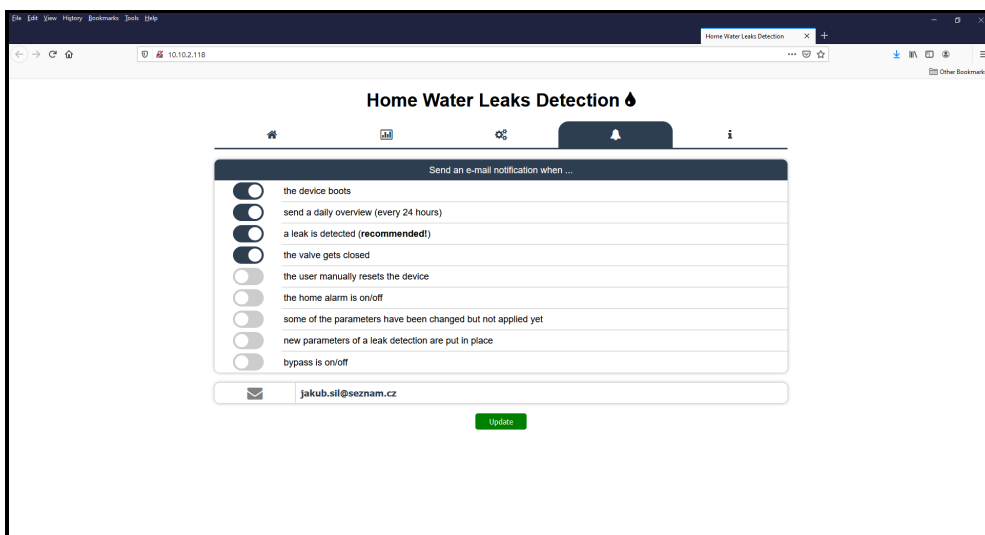 File Edit View History Bookmarks Tools Help
Home Water Leaks Detection
10.10.2.118
Other Bookmarks
Home Water Leaks Detection
Send an e-mail notification when ...
the device boots
send a daily overview (every 24 hours)
a leak is detected (recommended!)
the valve gets closed
the user manually resets the device
the home alarm is on/off
some of the parameters have been changed but not applied yet
new parameters of a leak detection are put in place
bypass is on/off
jakub.sil@seznam.cz
Update